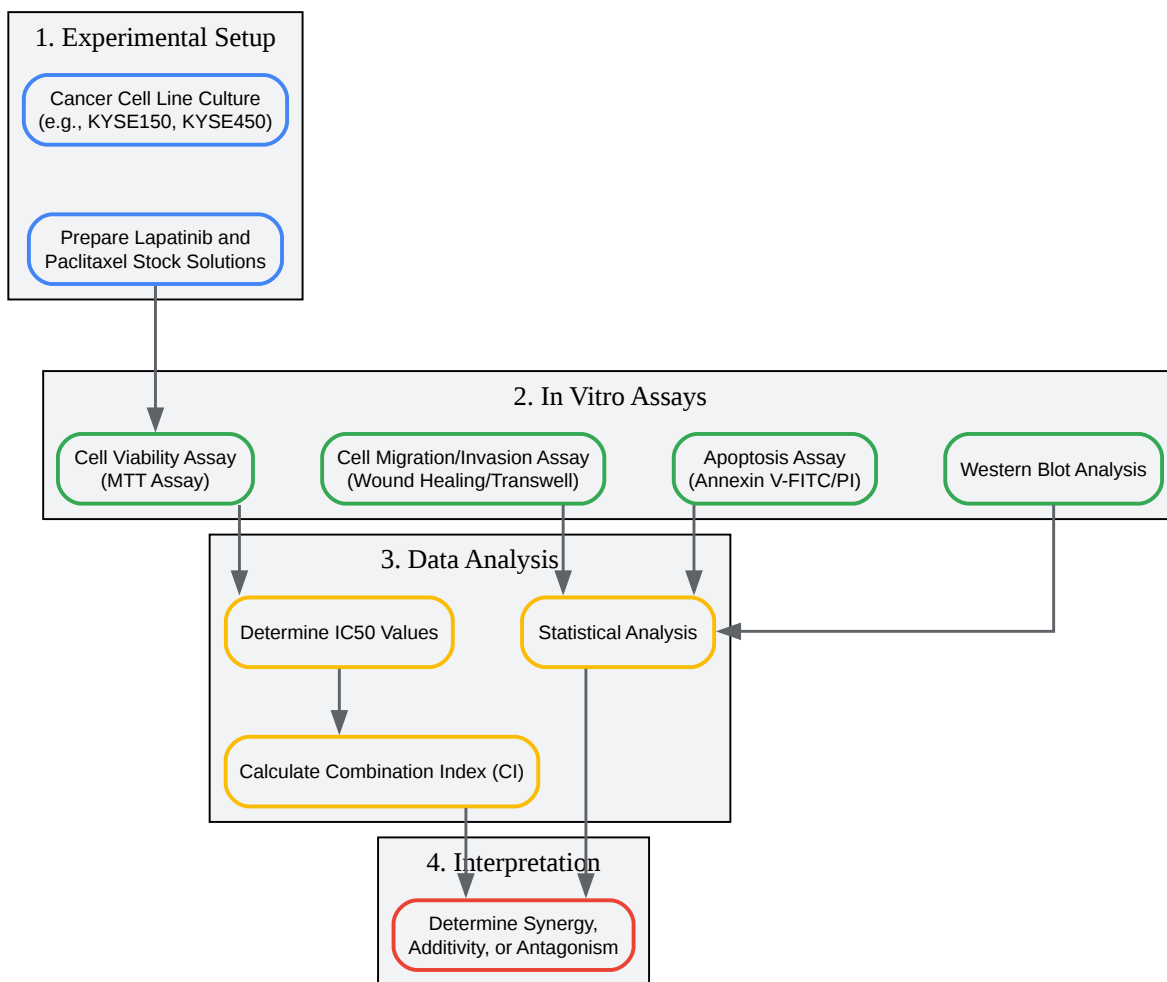 1. Experimental Setup
Cancer Cell Line Culture
(e.g., KYSE150, KYSE450)
Prepare Lapatinib and
Paclitaxel Stock Solutions
2. In Vitro Assays
Cell Viability Assay
(MTT Assay)
Cell Migration/Invasion Assay
(Wound Healing/Transwell)
Apoptosis Assay
(Annexin V-FITC/PI)
Western Blot Analysis
3. Data Analysis
Determine IC50 Values
Statistical Analysis
Calculate Combination Index (CI)
4. Interpretation
Determine Synergy,
Additivity, or Antagonism